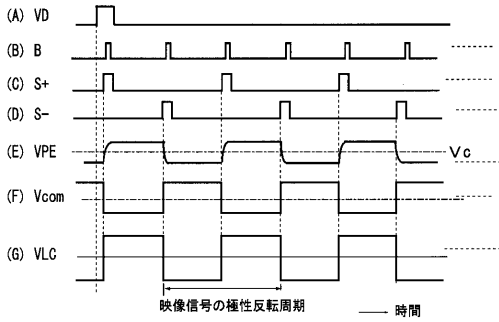 (A) VD
(B) B
(C) S+
(D) S-
(E) VPE
Vc
(F) Vcom
(G) VLC
映像信号の極性反転周期
時間